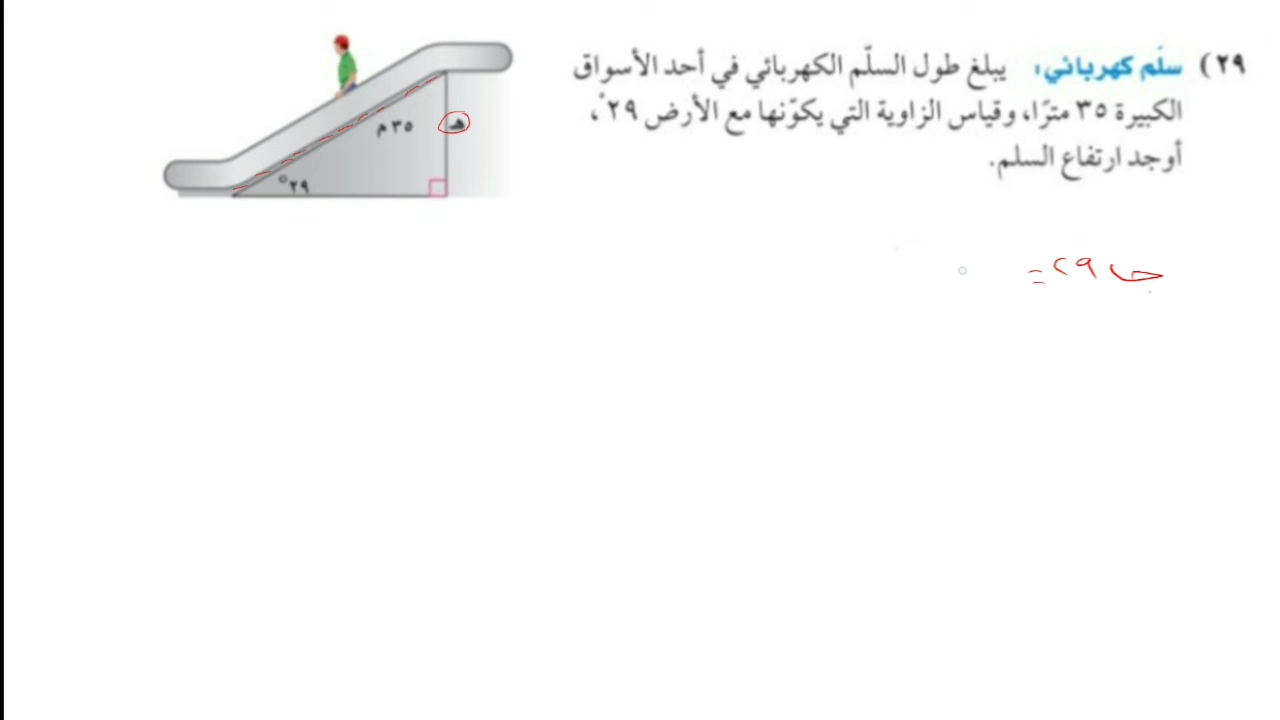 ٢٩) سلّم كهربائي: يبلغ طول السلّم الكهربائي في أحد الأسواق
الكبيرة ٣٥ مترًا، وقياس الزاوية التي يكوّنها مع الأرض ٢٩°،
أوجد ارتفاع السلم.
هـ
٣٥ م
٢٩°
جا ٢٩ =